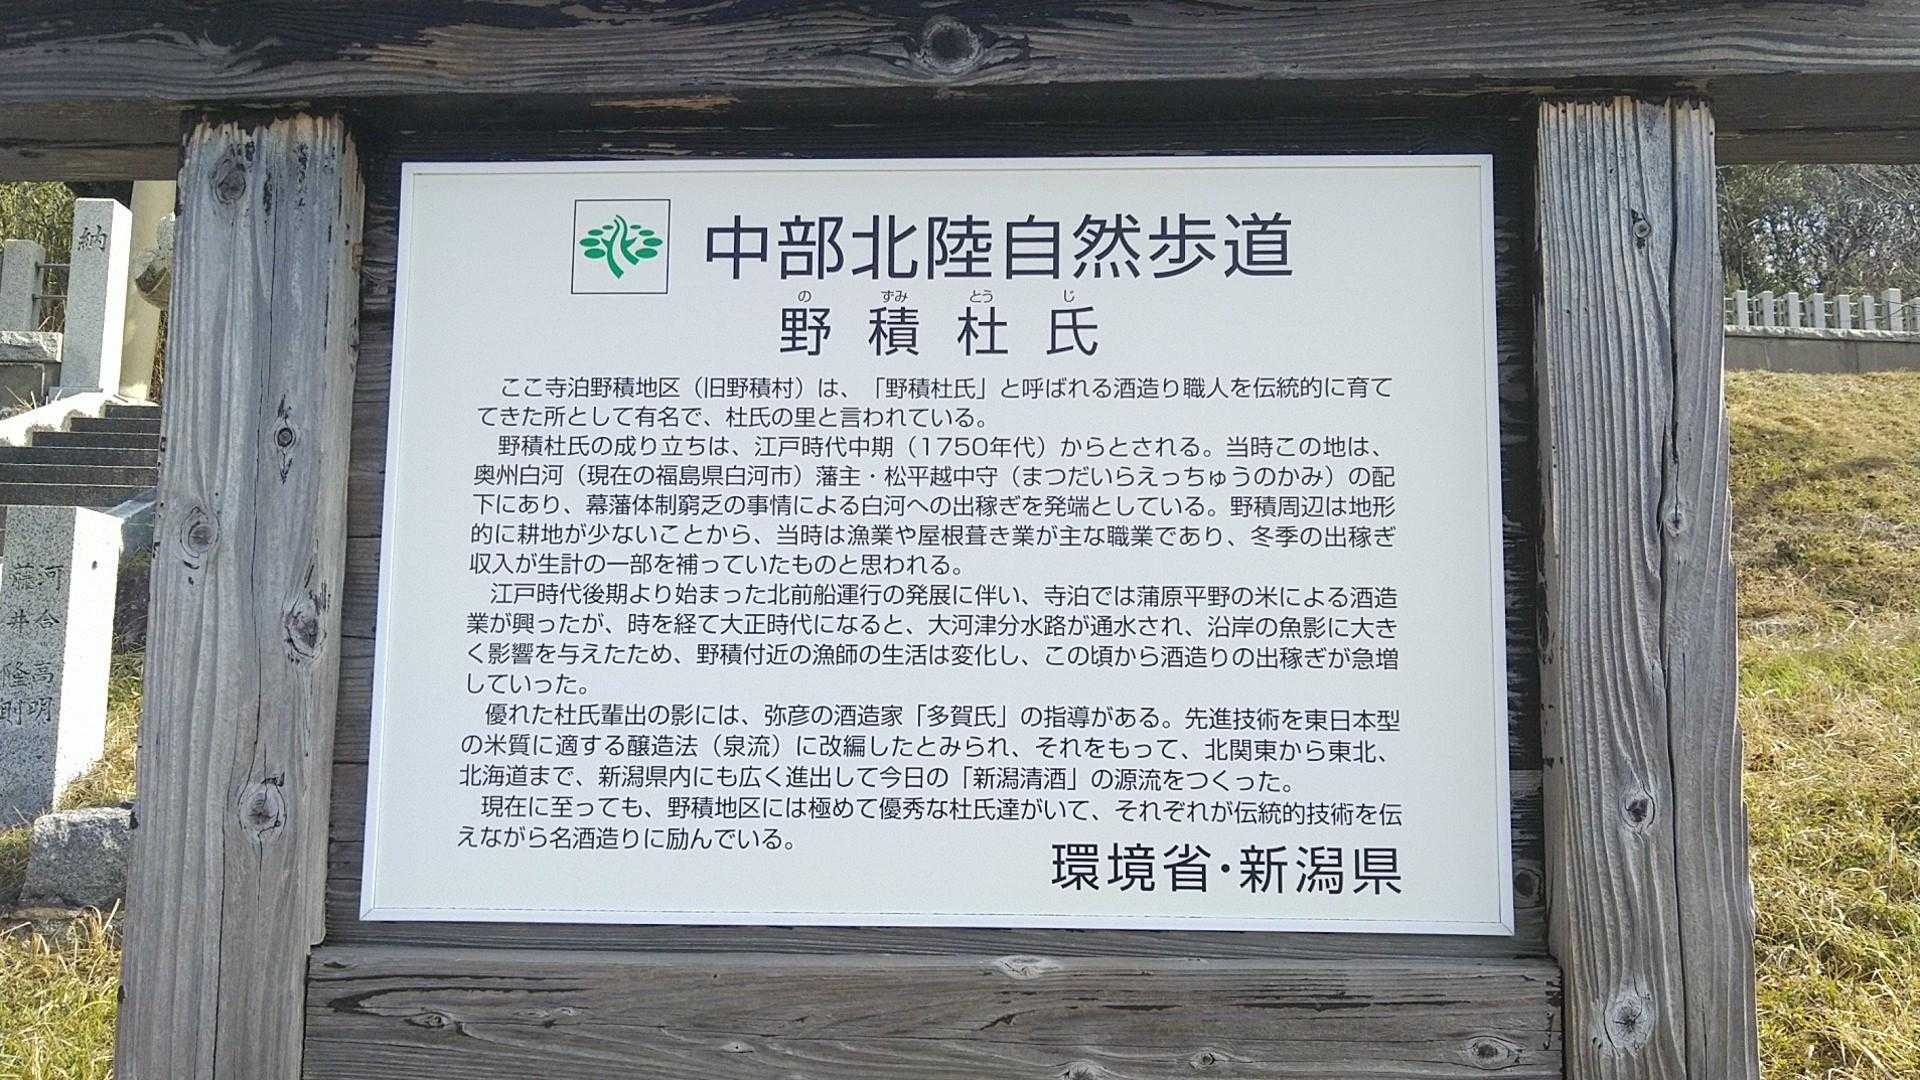 中部北陸自然歩道
の ずみ とう じ
野積杜氏
ここ寺泊野積地区（旧野積村）は、「野積杜氏」と呼ばれる酒造り職人を伝統的に育て
てきた所として有名で、杜氏の里と言われている。
野積杜氏の成り立ちは、江戸時代中期（1750年代）からとされる。当時この地は、
奥州白河（現在の福島県白河市）藩主・松平越中守（まつだいらえっちゅうのかみ）の配
下にあり、幕藩体制窮乏の事情による白河への出稼ぎを発端としている。野積周辺は地形
的に耕地が少ないことから、当時は漁業や屋根葺き業が主な職業であり、冬季の出稼ぎ
収入が生計の一部を補っていたものと思われる。
江戸時代後期より始まった北前船運行の発展に伴い、寺泊では蒲原平野の米による酒造
業が興ったが、時を経て大正時代になると、大河津分水路が通水され、沿岸の魚影に大き
く影響を与えたため、野積付近の漁師の生活は変化し、この頃から酒造りの出稼ぎが急増
していった。
優れた杜氏輩出の影には、弥彦の酒造家「多賀氏」の指導がある。先進技術を東日本型
の米質に適する醸造法（泉流）に改編したとみられ、それをもって、北関東から東北、
北海道まで、新潟県内にも広く進出して今日の「新潟清酒」の源流をつくった。
現在に至っても、野積地区には極めて優秀な杜氏達がいて、それぞれが伝統的技術を伝
えながら名酒造りに励んでいる。
環境省・新潟県
納
河合高明
藤井隆剛